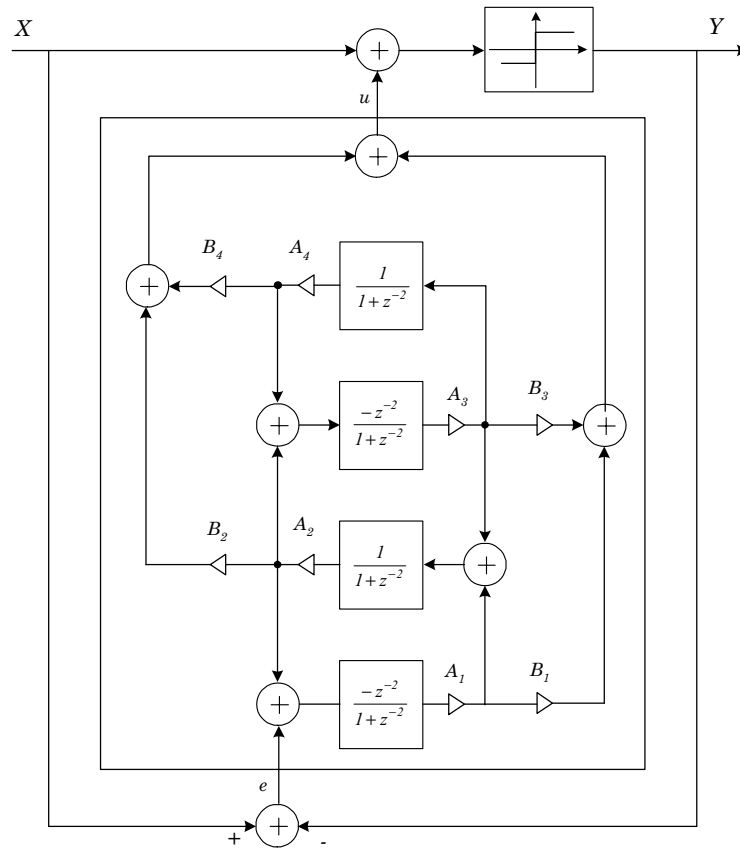 X
Y
+
u
+
B₄ A₄ 1 / 1+z⁻²
+
A₃ B₃
+ −z⁻² / 1+z⁻² +
B₂ A₂ 1 / 1+z⁻² +
A₁ B₁
+ −z⁻² / 1+z⁻²
e
+
+ -